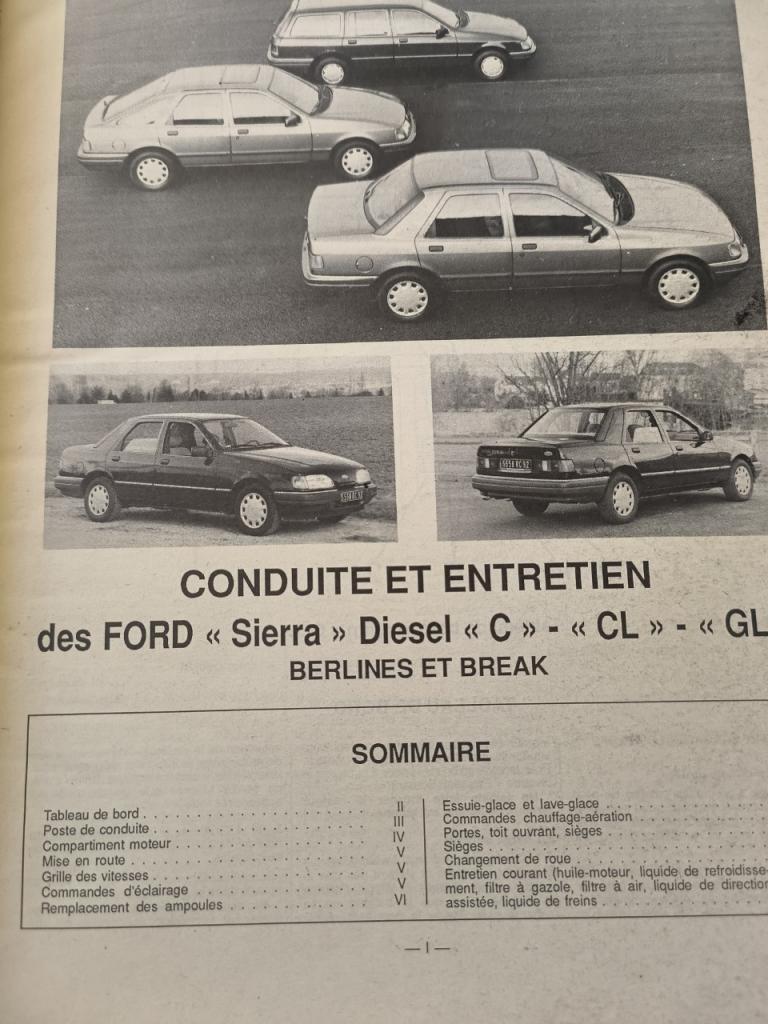 5598 RC 92
CONDUITE ET ENTRETIEN
des FORD « Sierra » Diesel « C » - « CL » - « GL
BERLINES ET BREAK
SOMMAIRE
Tableau de bord . . . . . . . . . . . . . . . . . . . . . . II
Poste de conduite . . . . . . . . . . . . . . . . . . . . . III
Compartiment moteur . . . . . . . . . . . . . . . . . . . IV
Mise en route . . . . . . . . . . . . . . . . . . . . . . . V
Grille des vitesses . . . . . . . . . . . . . . . . . . . . . V
Commandes d'éclairage . . . . . . . . . . . . . . . . . . V
Remplacement des ampoules . . . . . . . . . . . . . . . VI
Essuie-glace et lave-glace . . . . . . . . . . . .
Commandes chauffage-aération . . . . . . . . .
Portes, toit ouvrant, sièges . . . . . . . . . . . .
Sièges . . . . . . . . . . . . . . . . . . . . . . . .
Changement de roue . . . . . . . . . . . . . . .
Entretien courant (huile-moteur, liquide de refroidisse-
ment, filtre à gazole, filtre à air, liquide de direction
assistée, liquide de freins . . . . . . . . . . . . .
— I —